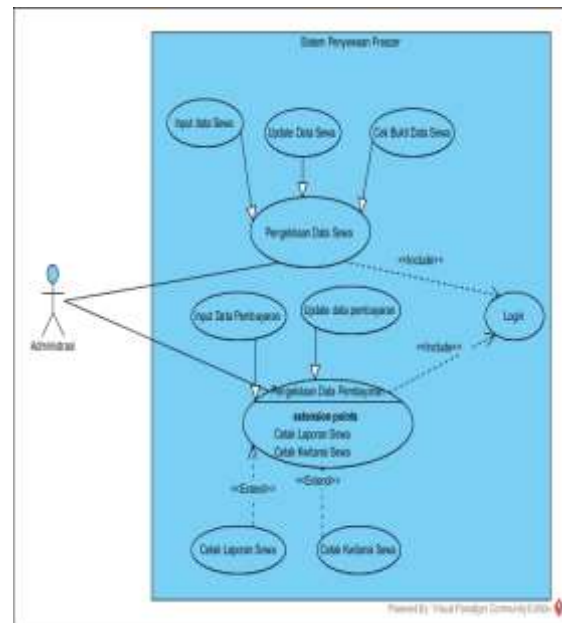 Sistem Penyewaan Freezer
Input data Sewa
Update Data Sewa
Cek Bukti Data Sewa
Pengelolaan Data Sewa
<<Include>>
Input Data Pembayaran
Update data pembayaran
Login
Administrasi
<<Include>>
Pengelolaan Data Pembayaran
extension points
Cetak Laporan Sewa
Cetak Kwitansi Sewa
<<Extend>>
<<Extend>>
Cetak Laporan Sewa
Cetak Kwitansi Sewa
Powered By Visual Paradigm Community Edition